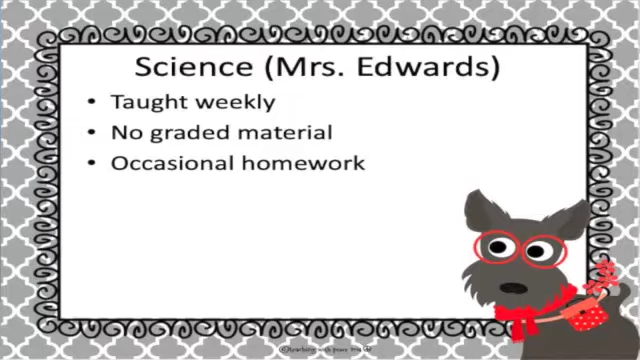 Science (Mrs. Edwards)
• Taught weekly
• No graded material
• Occasional homework